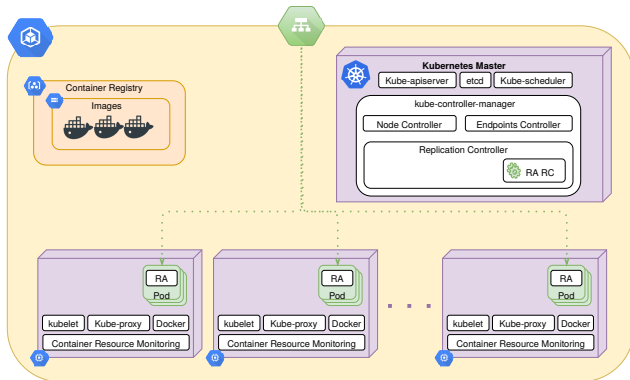 Container Registry
Images
Kubernetes Master
Kube-apiserver etcd Kube-scheduler
kube-controller-manager
Node Controller Endpoints Controller
Replication Controller
RA RC
RA
Pod
kubelet Kube-proxy Docker
Container Resource Monitoring
RA
Pod
kubelet Kube-proxy Docker
Container Resource Monitoring
RA
Pod
kubelet Kube-proxy Docker
Container Resource Monitoring